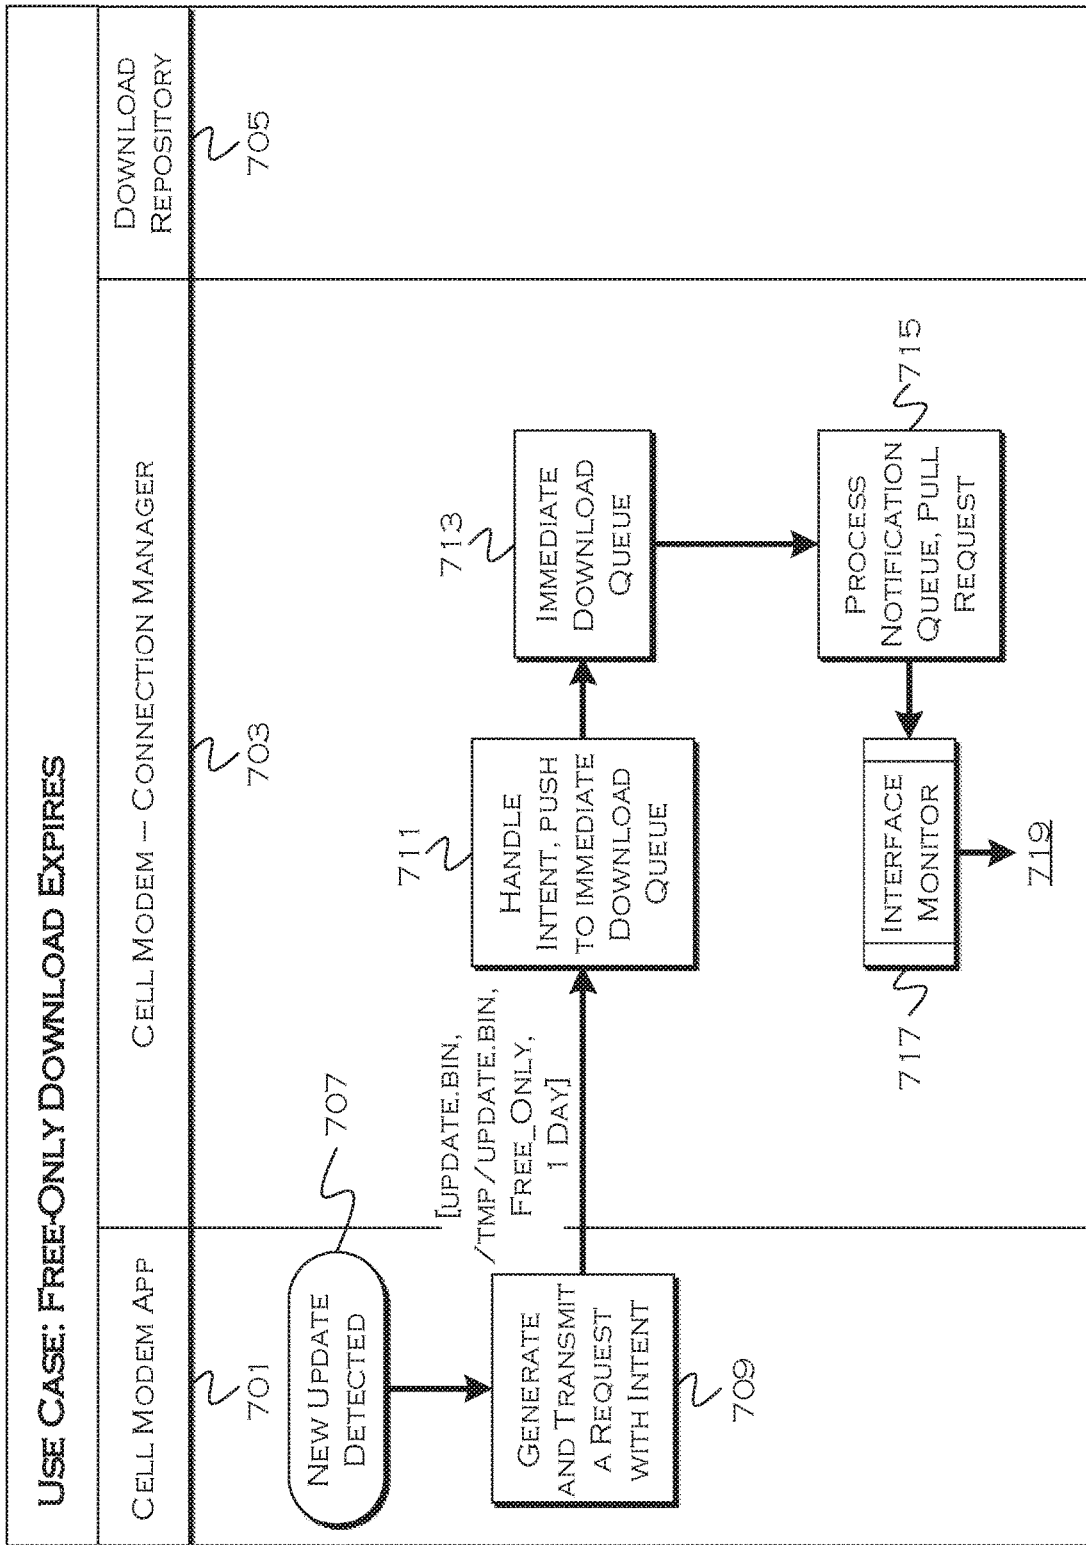 USE CASE: FREE-ONLY DOWNLOAD EXPIRES
CELL MODEM APP
CELL MODEM – CONNECTION MANAGER
DOWNLOAD
REPOSITORY
701
703
705
NEW UPDATE
DETECTED
707
GENERATE
AND TRANSMIT
A REQUEST
WITH INTENT
709
[UPDATE.BIN,
/TMP/UPDATE.BIN,
FREE_ONLY,
1 DAY]
711
HANDLE
INTENT, PUSH
TO IMMEDIATE
DOWNLOAD
QUEUE
713
IMMEDIATE
DOWNLOAD
QUEUE
PROCESS
NOTIFICATION
QUEUE, PULL
REQUEST
715
INTERFACE
MONITOR
717
719